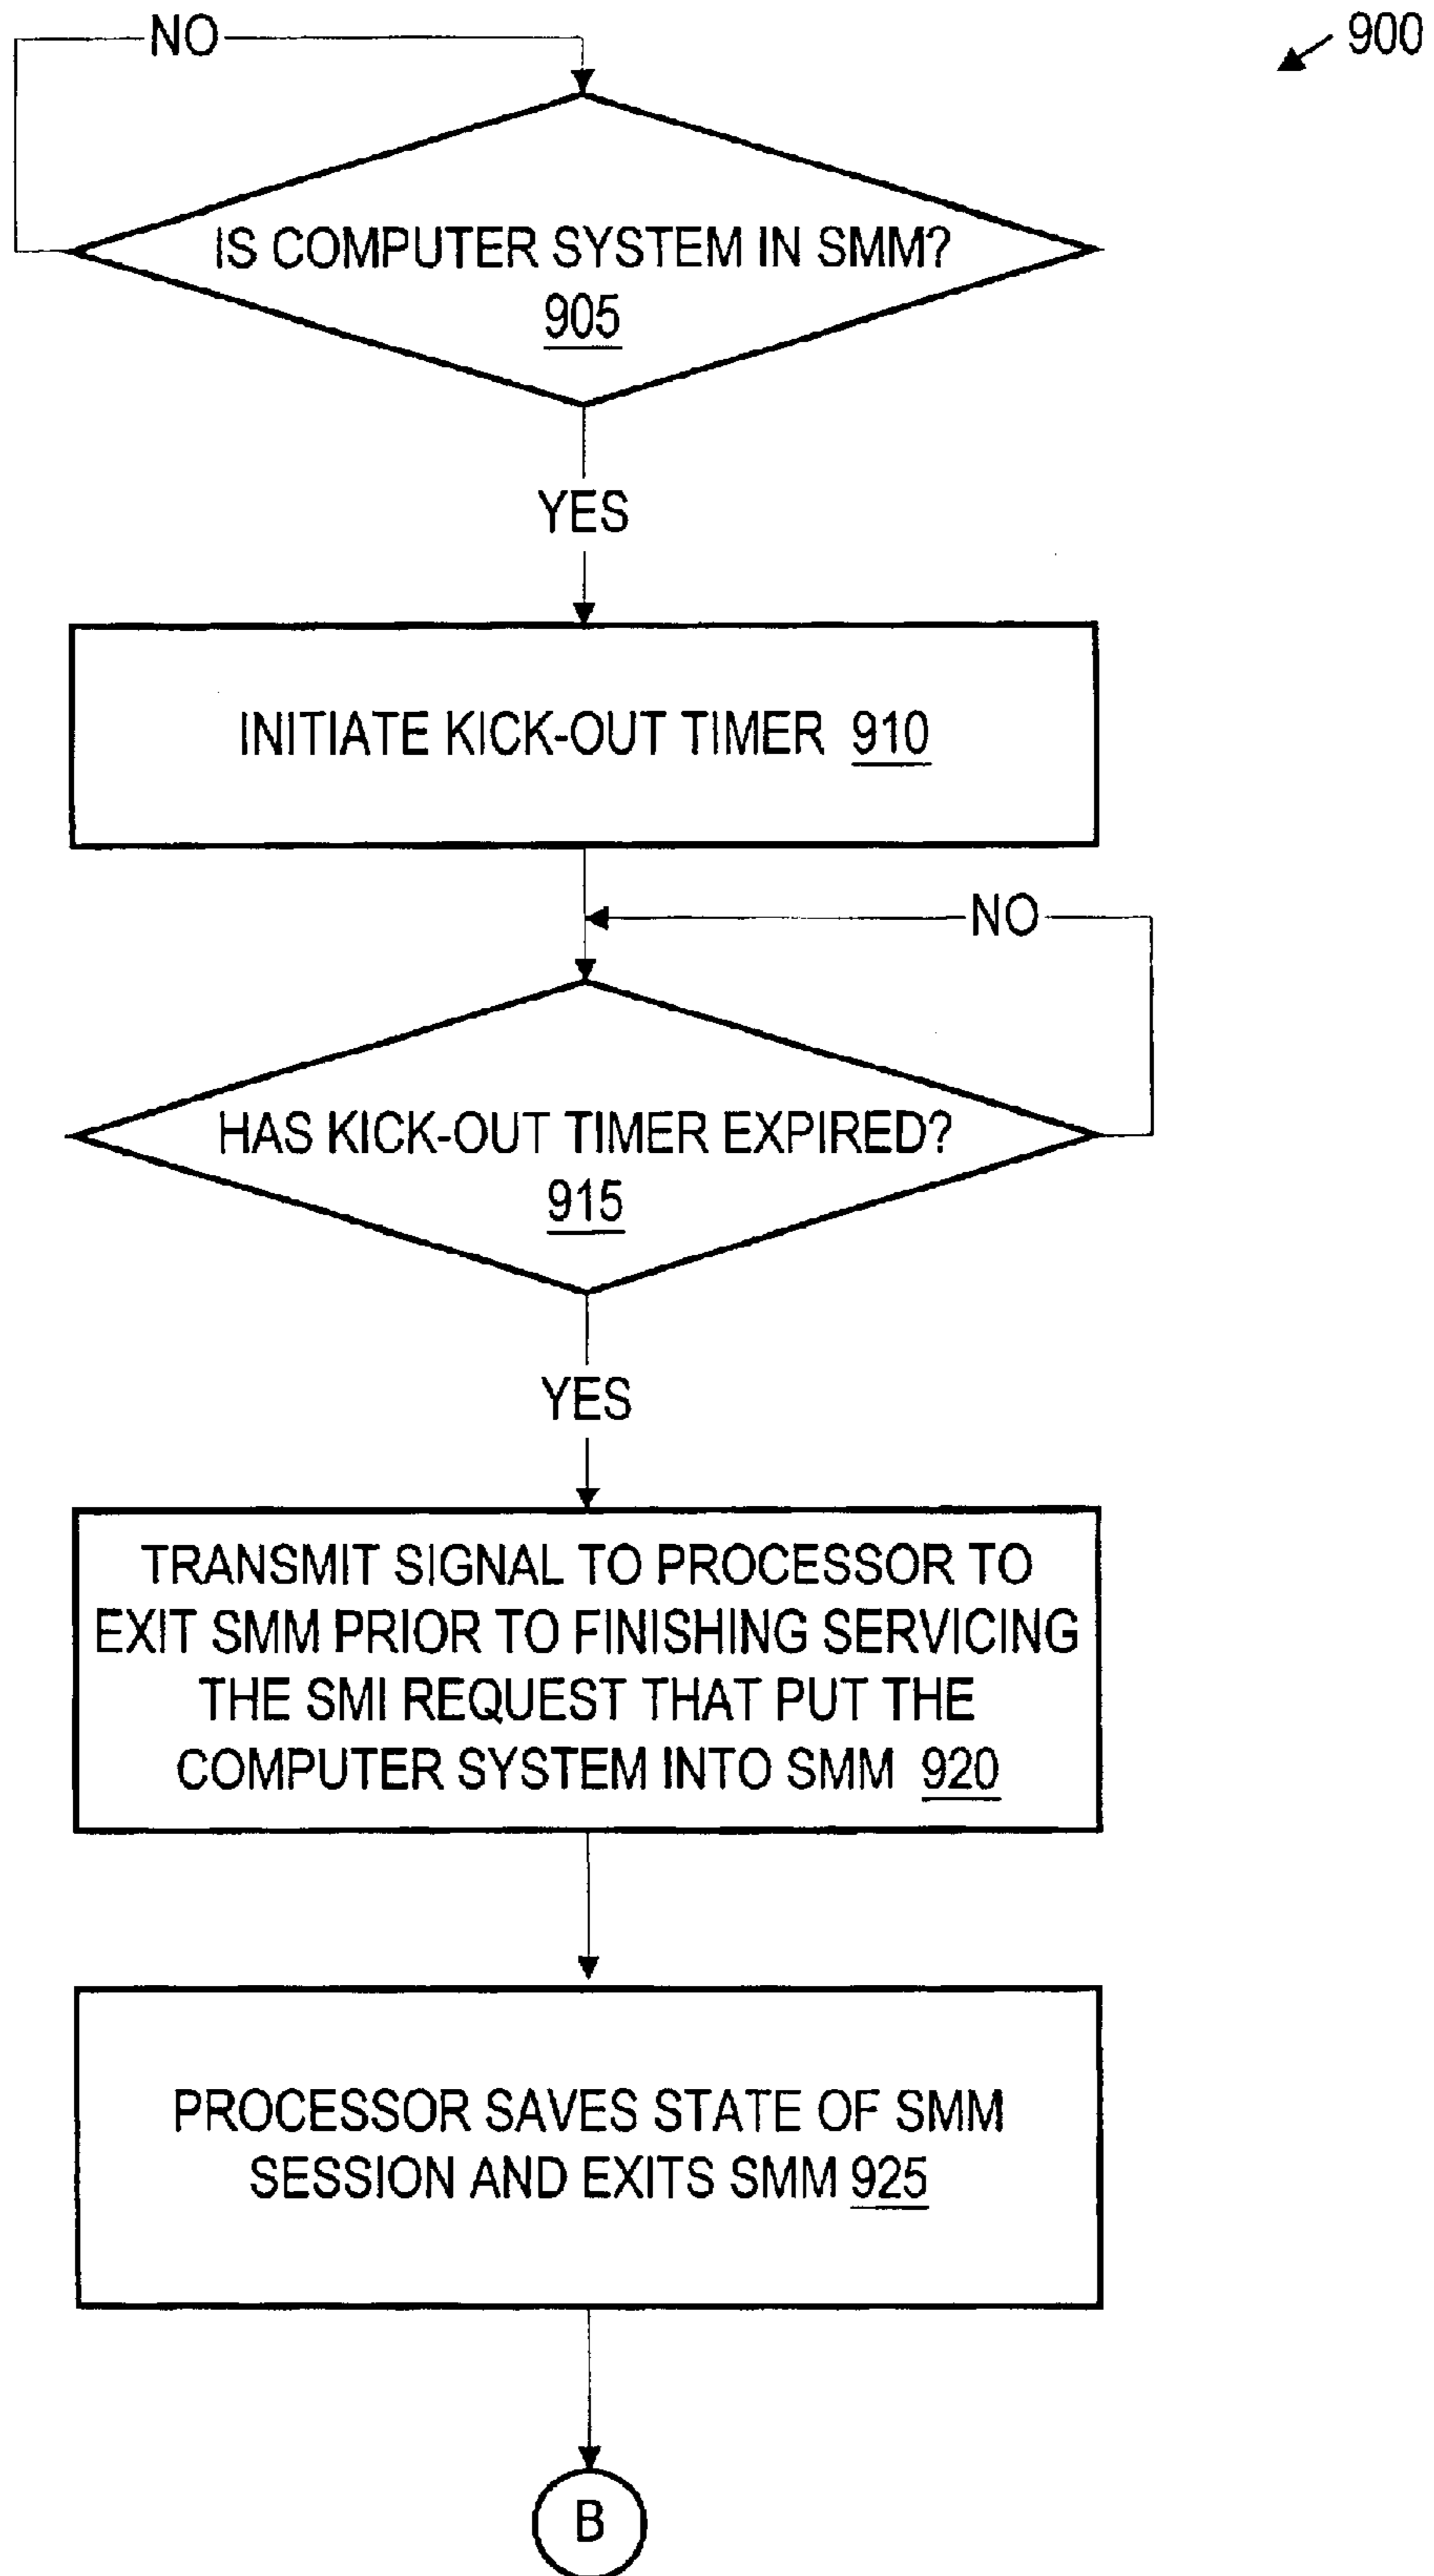 900
NO
IS COMPUTER SYSTEM IN SMM?
905
YES
INITIATE KICK-OUT TIMER 910
NO
HAS KICK-OUT TIMER EXPIRED?
915
YES
TRANSMIT SIGNAL TO PROCESSOR TO
EXIT SMM PRIOR TO FINISHING SERVICING
THE SMI REQUEST THAT PUT THE
COMPUTER SYSTEM INTO SMM 920
PROCESSOR SAVES STATE OF SMM
SESSION AND EXITS SMM 925
B